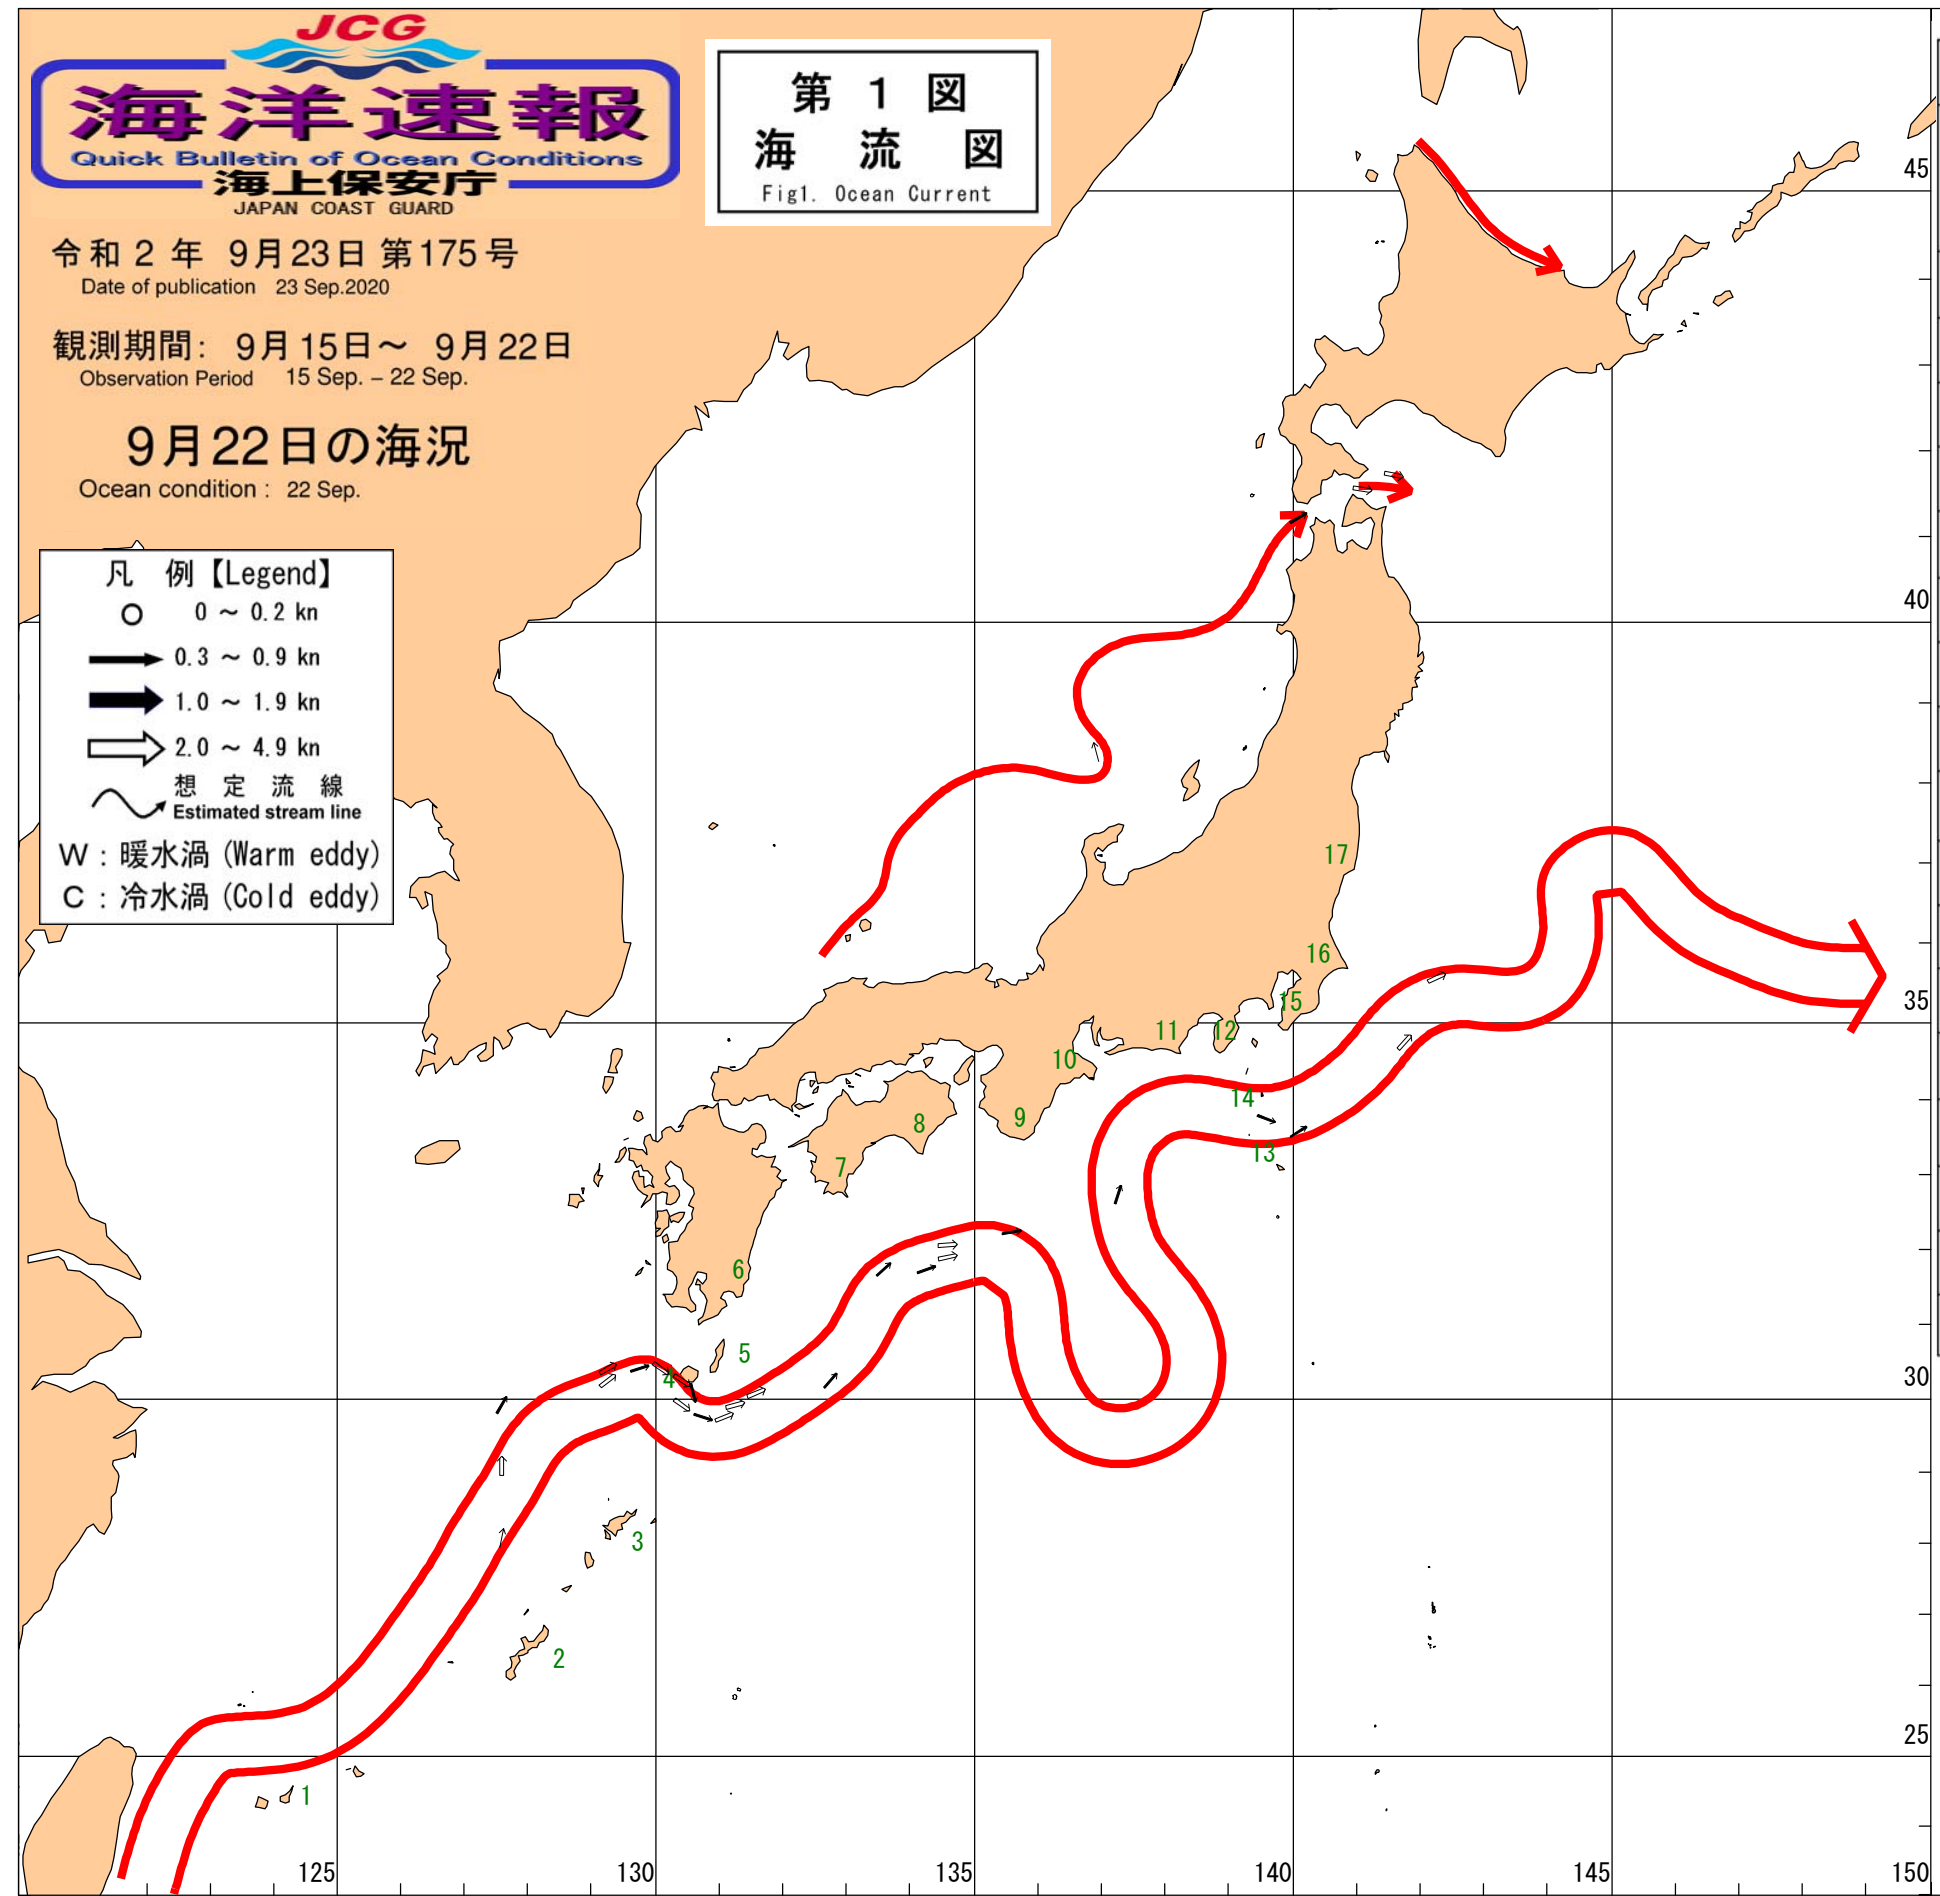 JCG
海洋速報
Quick Bulletin of Ocean Conditions
海上保安庁
JAPAN COAST GUARD
第 1 図
海 流 図
Fig1. Ocean Current
令和 2 年 9月23日 第175号
Date of publication 23 Sep.2020
観測期間: 9月15日～ 9月22日
Observation Period 15 Sep. – 22 Sep.
9月22日の海況
Ocean condition : 22 Sep.
凡 例【Legend】
0 ～ 0.2 kn
0.3 ～ 0.9 kn
1.0 ～ 1.9 kn
2.0 ～ 4.9 kn
想 定 流 線
Estimated stream line
W : 暖水渦 (Warm eddy)
C : 冷水渦 (Cold eddy)
45
40
17
16
35
15
12
11
10
14
9
8
13
7
6
5
4
30
3
2
25
1
125
130
135
140
145
150